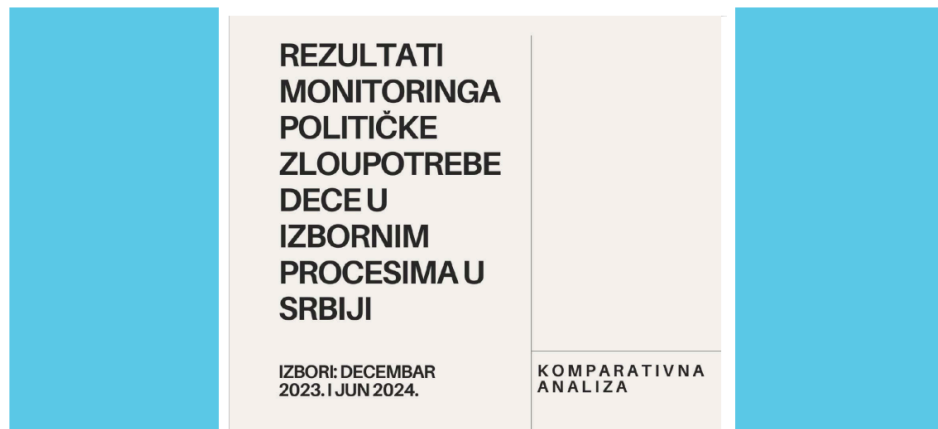 REZULTATI
MONITORINGA
POLITIČKE
ZLOUPOTREBE
DECE U
IZBORNIM
PROCESIMA U
SRBIJI
IZBORI: DECEMBAR
2023. I JUN 2024.
KOMPARATIVNA
ANALIZA